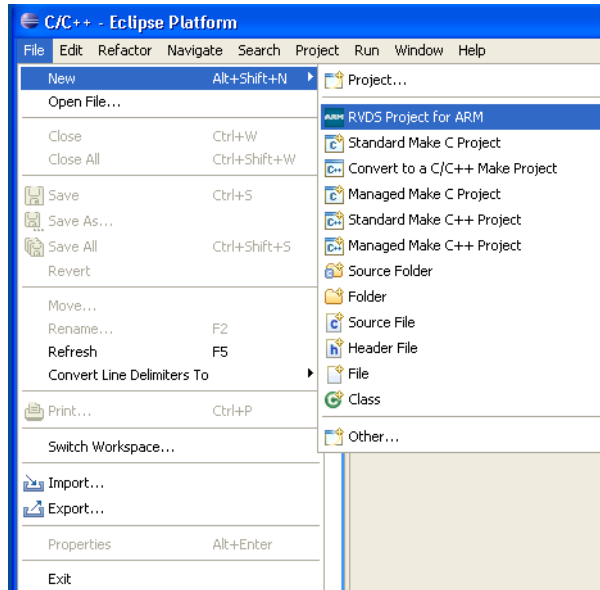 C/C++ - Eclipse Platform
File Edit Refactor Navigate Search Project Run Window Help
New Alt+Shift+N
Open File...
Close Ctrl+W
Close All Ctrl+Shift+W
Save Ctrl+S
Save As...
Save All Ctrl+Shift+S
Revert
Move...
Rename... F2
Refresh F5
Convert Line Delimiters To
Print... Ctrl+P
Switch Workspace...
Import...
Export...
Properties Alt+Enter
Exit
Project...
ARM RVDS Project for ARM
Standard Make C Project
Convert to a C/C++ Make Project
Managed Make C Project
Standard Make C++ Project
Managed Make C++ Project
Source Folder
Folder
Source File
Header File
File
Class
Other...